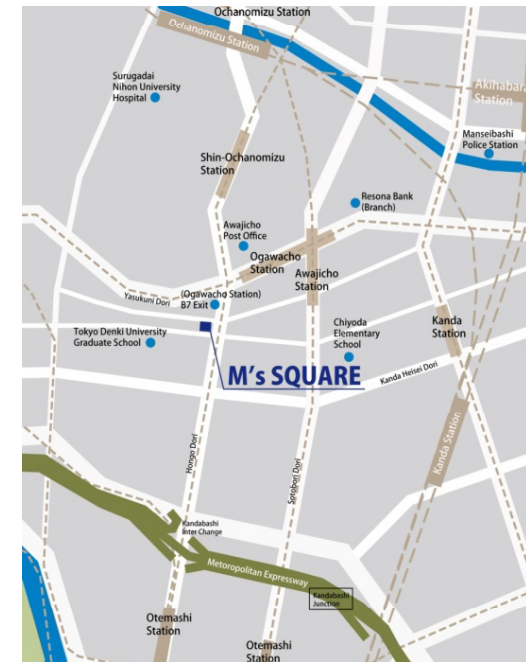 Ochanomizu Station
Ochanomizu Station
Akihabara
Station
Surugadai
Nihon University
Hospital
Manseibashi
Police Station
Shin-Ochanomizu
Station
Resona Bank
(Branch)
Awajicho
Post Office
Ogawacho
Station
Awajicho
Station
Yasukuni Dori
(Ogawacho Station)
B7 Exit
Tokyo Denki University
Graduate School
Chiyoda
Elementary
School
Kanda
Station
M's SQUARE
Kanda Heisei Dori
Kanda Station
Hongo Dori
Sotobori Dori
Kandabashi
Inter Change
Metoropolitan Expressway
Kandabashi
Junction
Otemashi
Station
Otemashi
Station